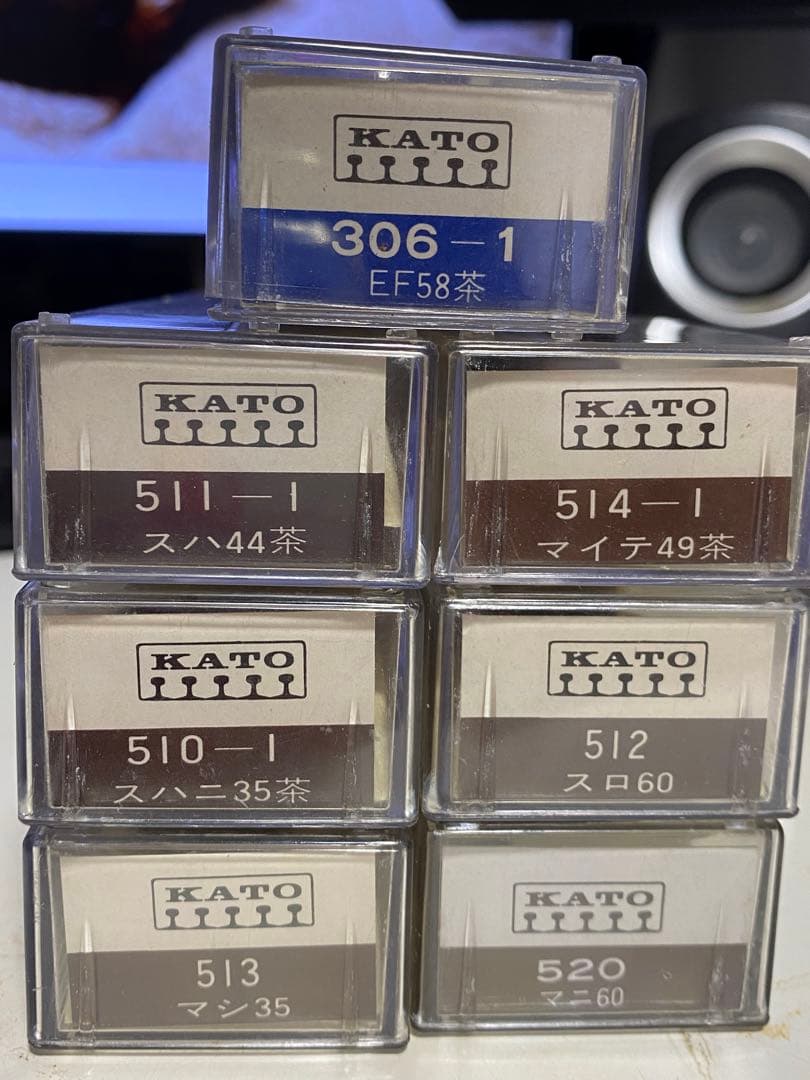 KATO
306-1
EF58茶
KATO
511-1
スハ44茶
KATO
514-1
マイテ49茶
KATO
510-1
スハニ35茶
KATO
512
スロ60
KATO
513
マシ35
KATO
520
マニ60